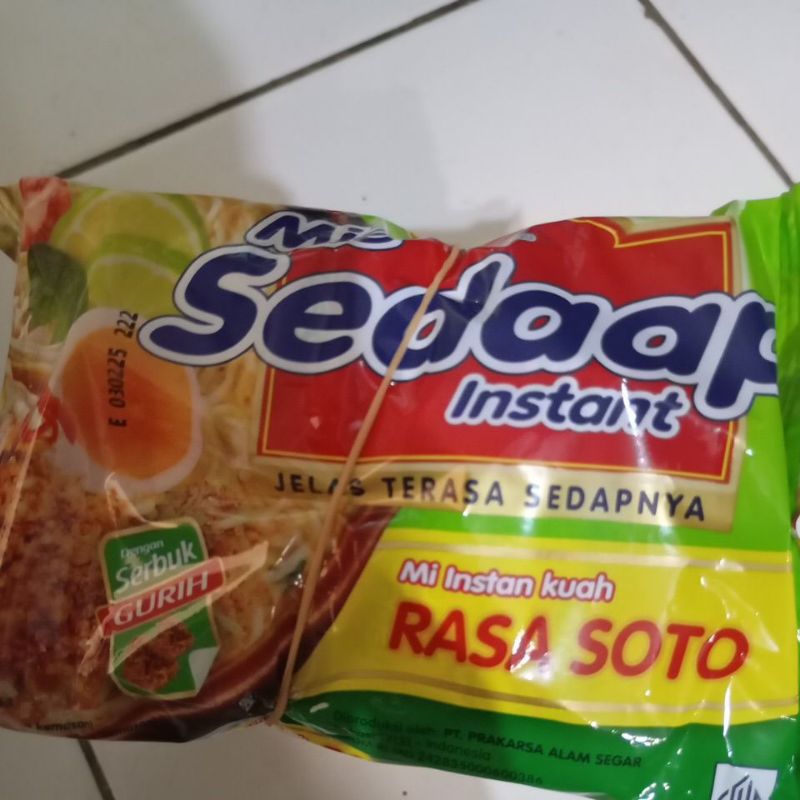 Mie
Sedaap
Instant
JELAS TERASA SEDAPNYA
E 030225 222
Dengan
Serbuk
GURIH
Mi Instan kuah
RASA SOTO
Diproduksi oleh: PT. PRAKARSA ALAM SEGAR
- Indonesia